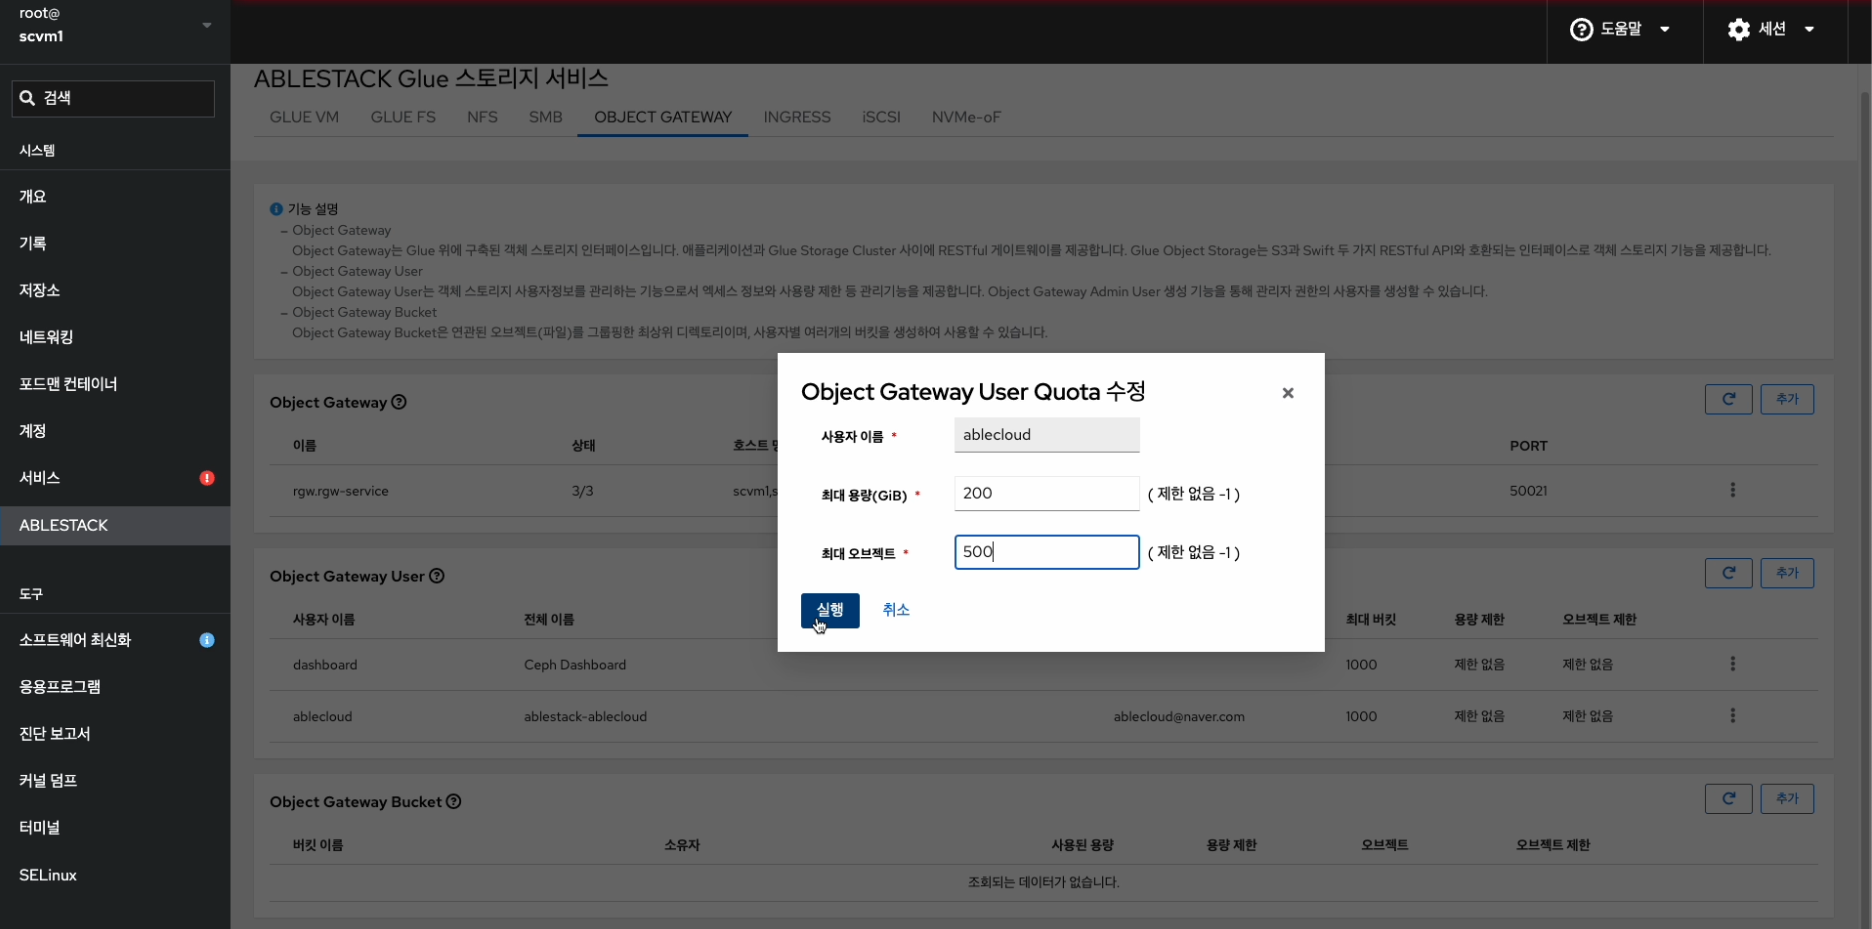 root@
scvm1
도움말
세션
검색
시스템
개요
기록
저장소
네트워킹
포드맨 컨테이너
계정
서비스
ABLESTACK
도구
소프트웨어 최신화
응용프로그램
진단 보고서
커널 덤프
터미널
SELinux
ABLESTACK Glue 스토리지 서비스
GLUE VM GLUE FS NFS SMB OBJECT GATEWAY INGRESS iSCSI NVMe-oF
기능 설명
– Object Gateway
Object Gateway는 Glue 위에 구축된 객체 스토리지 인터페이스입니다. 애플리케이션과 Glue Storage Cluster 사이에 RESTful 게이트웨이를 제공합니다. Glue Object Storage는 S3과 Swift 두 가지 RESTful API와 호환되는 인터페이스로 객체 스토리지 기능을 제공합니다.
– Object Gateway User
Object Gateway User는 객체 스토리지 사용자정보를 관리하는 기능으로서 엑세스 정보와 사용량 제한 등 관리기능을 제공합니다. Object Gateway Admin User 생성 기능을 통해 관리자 권한의 사용자를 생성할 수 있습니다.
– Object Gateway Bucket
Object Gateway Bucket은 연관된 오브젝트(파일)를 그룹핑한 최상위 디렉토리이며, 사용자별 여러개의 버킷을 생성하여 사용할 수 있습니다.
Object Gateway
추가
이름 상태 호스트 PORT
rgw.rgw-service 3/3 scvm1,s 50021
Object Gateway User Quota 수정
사용자 이름 * ablecloud
최대 용량(GiB) * 200 ( 제한 없음 -1 )
최대 오브젝트 * 500 ( 제한 없음 -1 )
실행 취소
Object Gateway User
추가
사용자 이름 전체 이름 최대 버킷 용량 제한 오브젝트 제한
dashboard Ceph Dashboard 1000 제한 없음 제한 없음
ablecloud ablestack-ablecloud ablecloud@naver.com 1000 제한 없음 제한 없음
Object Gateway Bucket
추가
버킷 이름 소유자 사용된 용량 용량 제한 오브젝트 오브젝트 제한
조회되는 데이터가 없습니다.